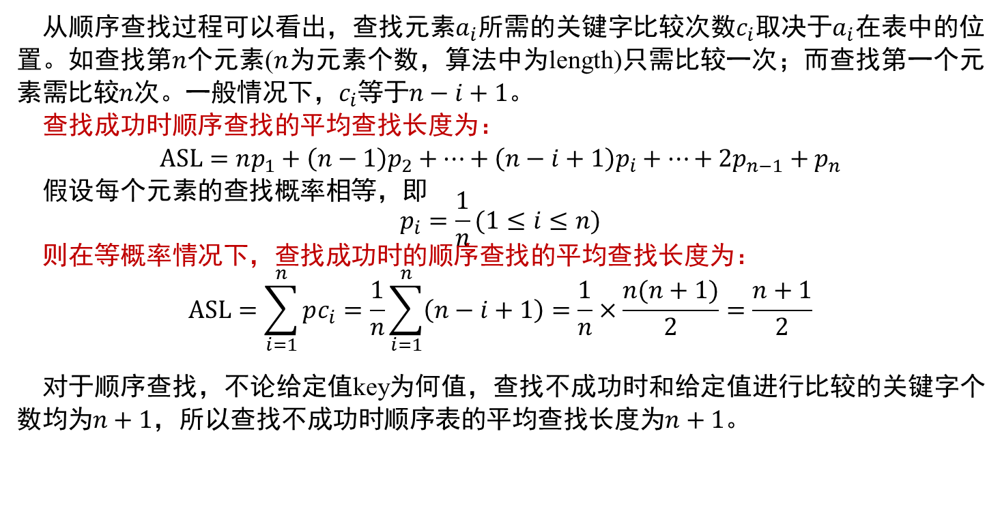 从顺序查找过程可以看出，查找元素$a_i$所需的关键字比较次数$c_i$取决于$a_i$在表中的位
置。如查找第$n$个元素($n$为元素个数，算法中为length)只需比较一次；而查找第一个元
素需比较$n$次。一般情况下，$c_i$等于$n-i+1$。
查找成功时顺序查找的平均查找长度为：
$\mathrm{ASL}=np_1+(n-1)p_2+\cdots+(n-i+1)p_i+\cdots+2p_{n-1}+p_n$
假设每个元素的查找概率相等，即
$p_i=\frac{1}{n}(1\le i\le n)$
则在等概率情况下，查找成功时的顺序查找的平均查找长度为：
$\mathrm{ASL}=\sum_{i=1}^{n}pc_i=\frac{1}{n}\sum_{i=1}^{n}(n-i+1)=\frac{1}{n}\times\frac{n(n+1)}{2}=\frac{n+1}{2}$
对于顺序查找，不论给定值key为何值，查找不成功时和给定值进行比较的关键字个
数均为$n+1$，所以查找不成功时顺序表的平均查找长度为$n+1$。